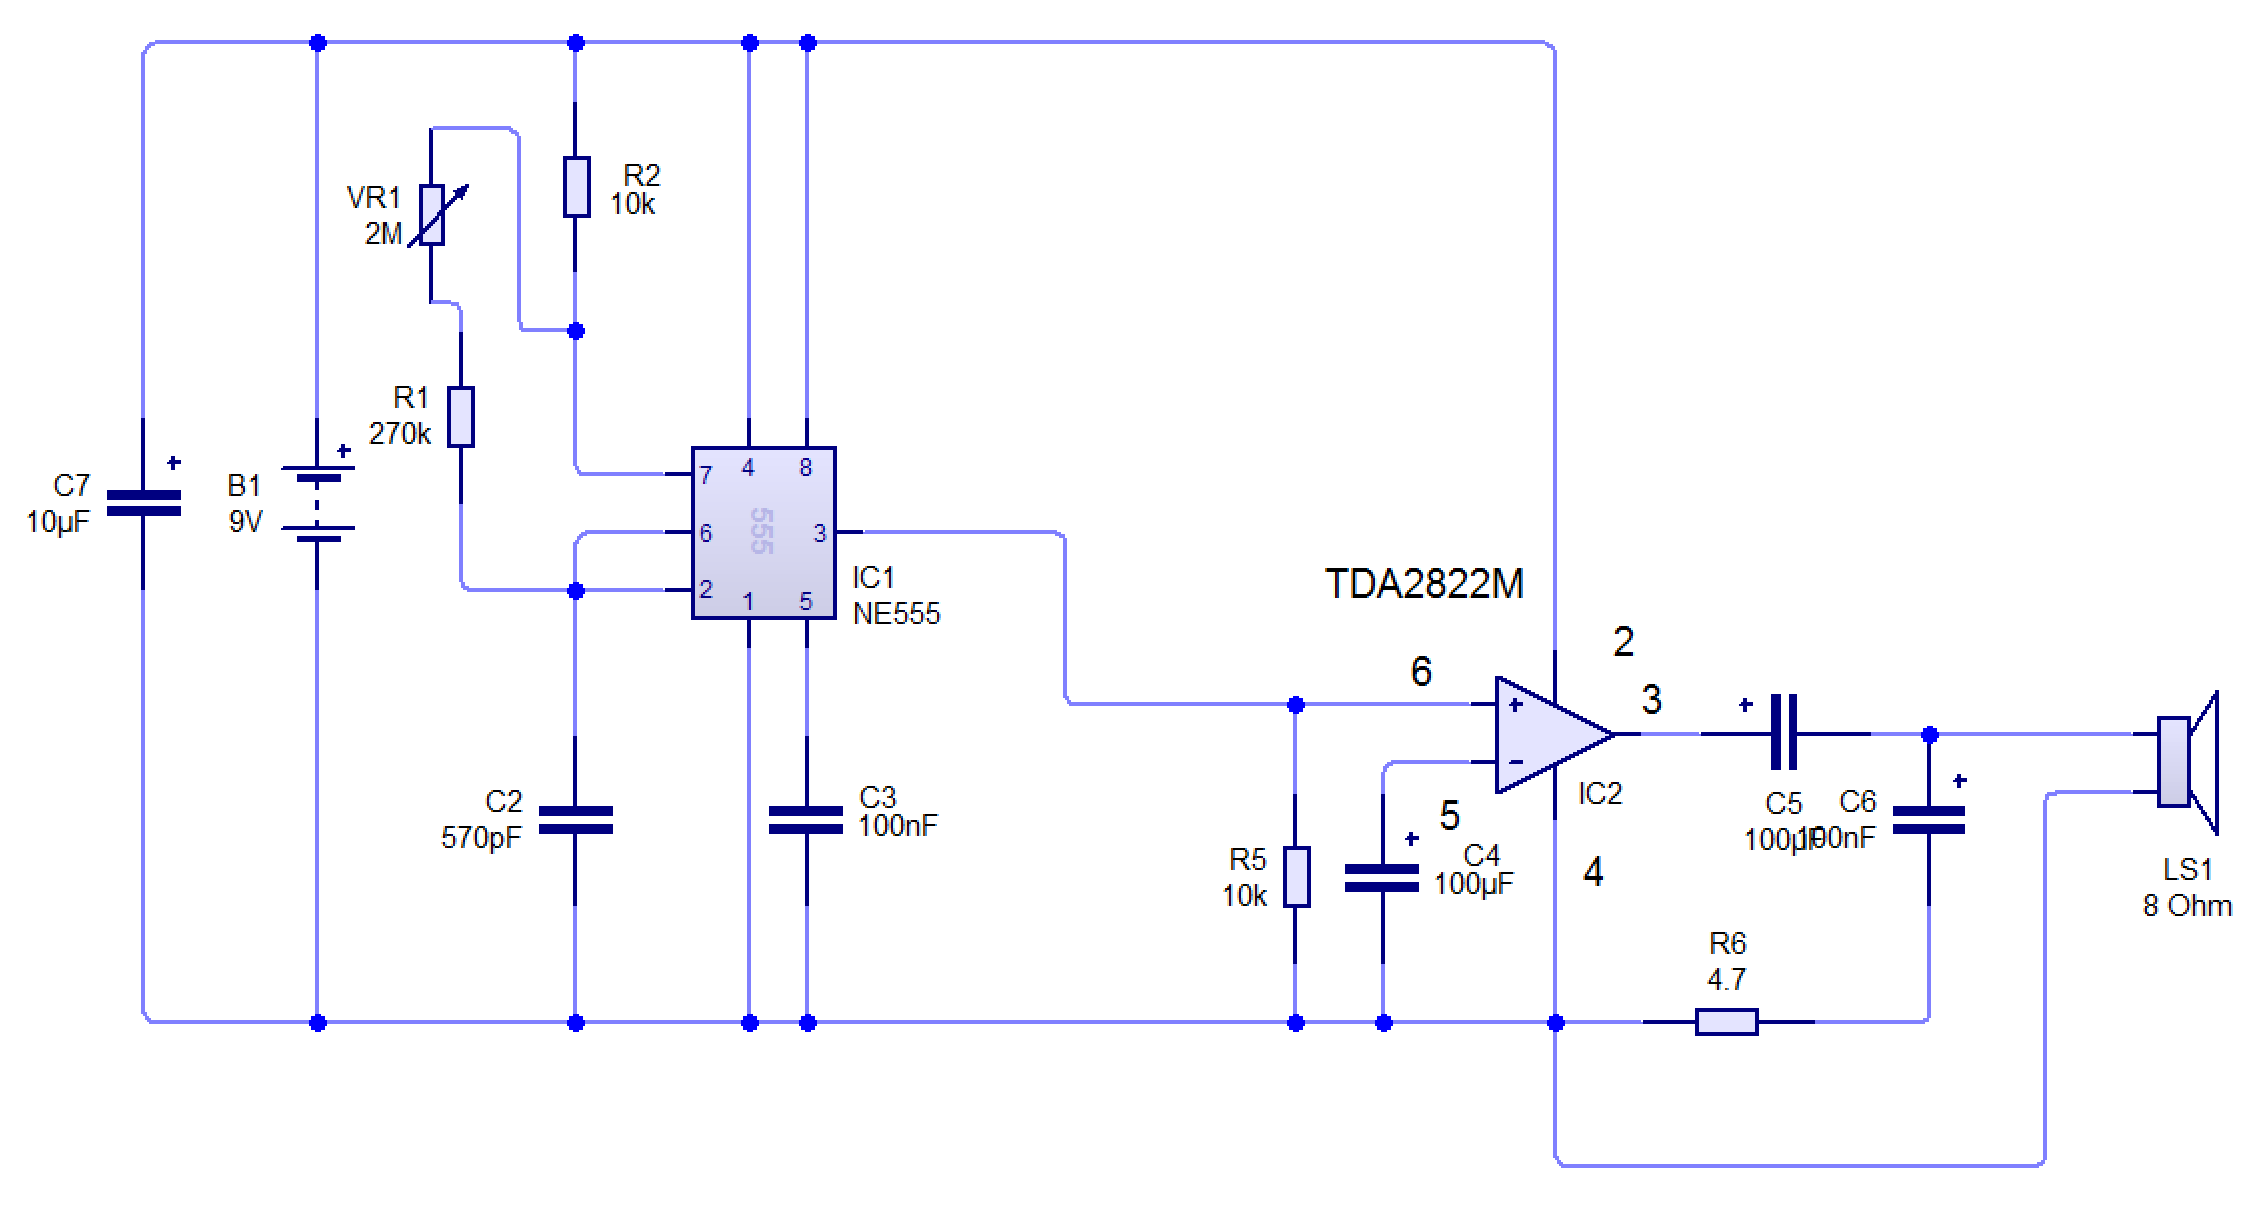 VR1
2M
R2
10k
R1
270k
+
C7
10µF
+
B1
9V
7
4
8
6
555
3
2
1
5
IC1
NE555
TDA2822M
2
6
3
+
+
−
IC2
5
4
C2
570pF
C3
100nF
R5
10k
+
C4
100µF
C5
100µF
+
C6
100nF
LS1
8 Ohm
R6
4.7